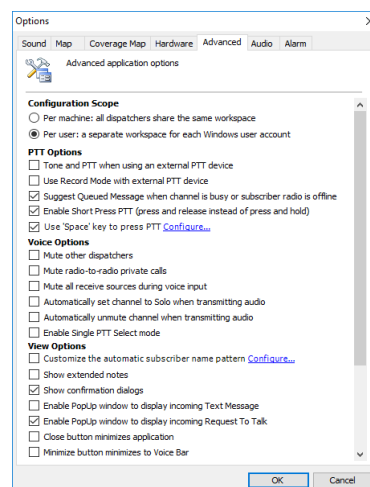 Options
Sound Map Coverage Map Hardware Advanced Audio Alarm
Advanced application options
Configuration Scope
Per machine: all dispatchers share the same workspace
Per user: a separate workspace for each Windows user account
PTT Options
Tone and PTT when using an external PTT device
Use Record Mode with external PTT device
Suggest Queued Message when channel is busy or subscriber radio is offline
Enable Short Press PTT (press and release instead of press and hold)
Use 'Space' key to press PTT Configure...
Voice Options
Mute other dispatchers
Mute radio-to-radio private calls
Mute all receive sources during voice input
Automatically set channel to Solo when transmitting audio
Automatically unmute channel when transmitting audio
Enable Single PTT Select mode
View Options
Customize the automatic subscriber name pattern Configure...
Show extended notes
Show confirmation dialogs
Enable PopUp window to display incoming Text Message
Enable PopUp window to display incoming Request To Talk
Close button minimizes application
Minimize button minimizes to Voice Bar
OK Cancel